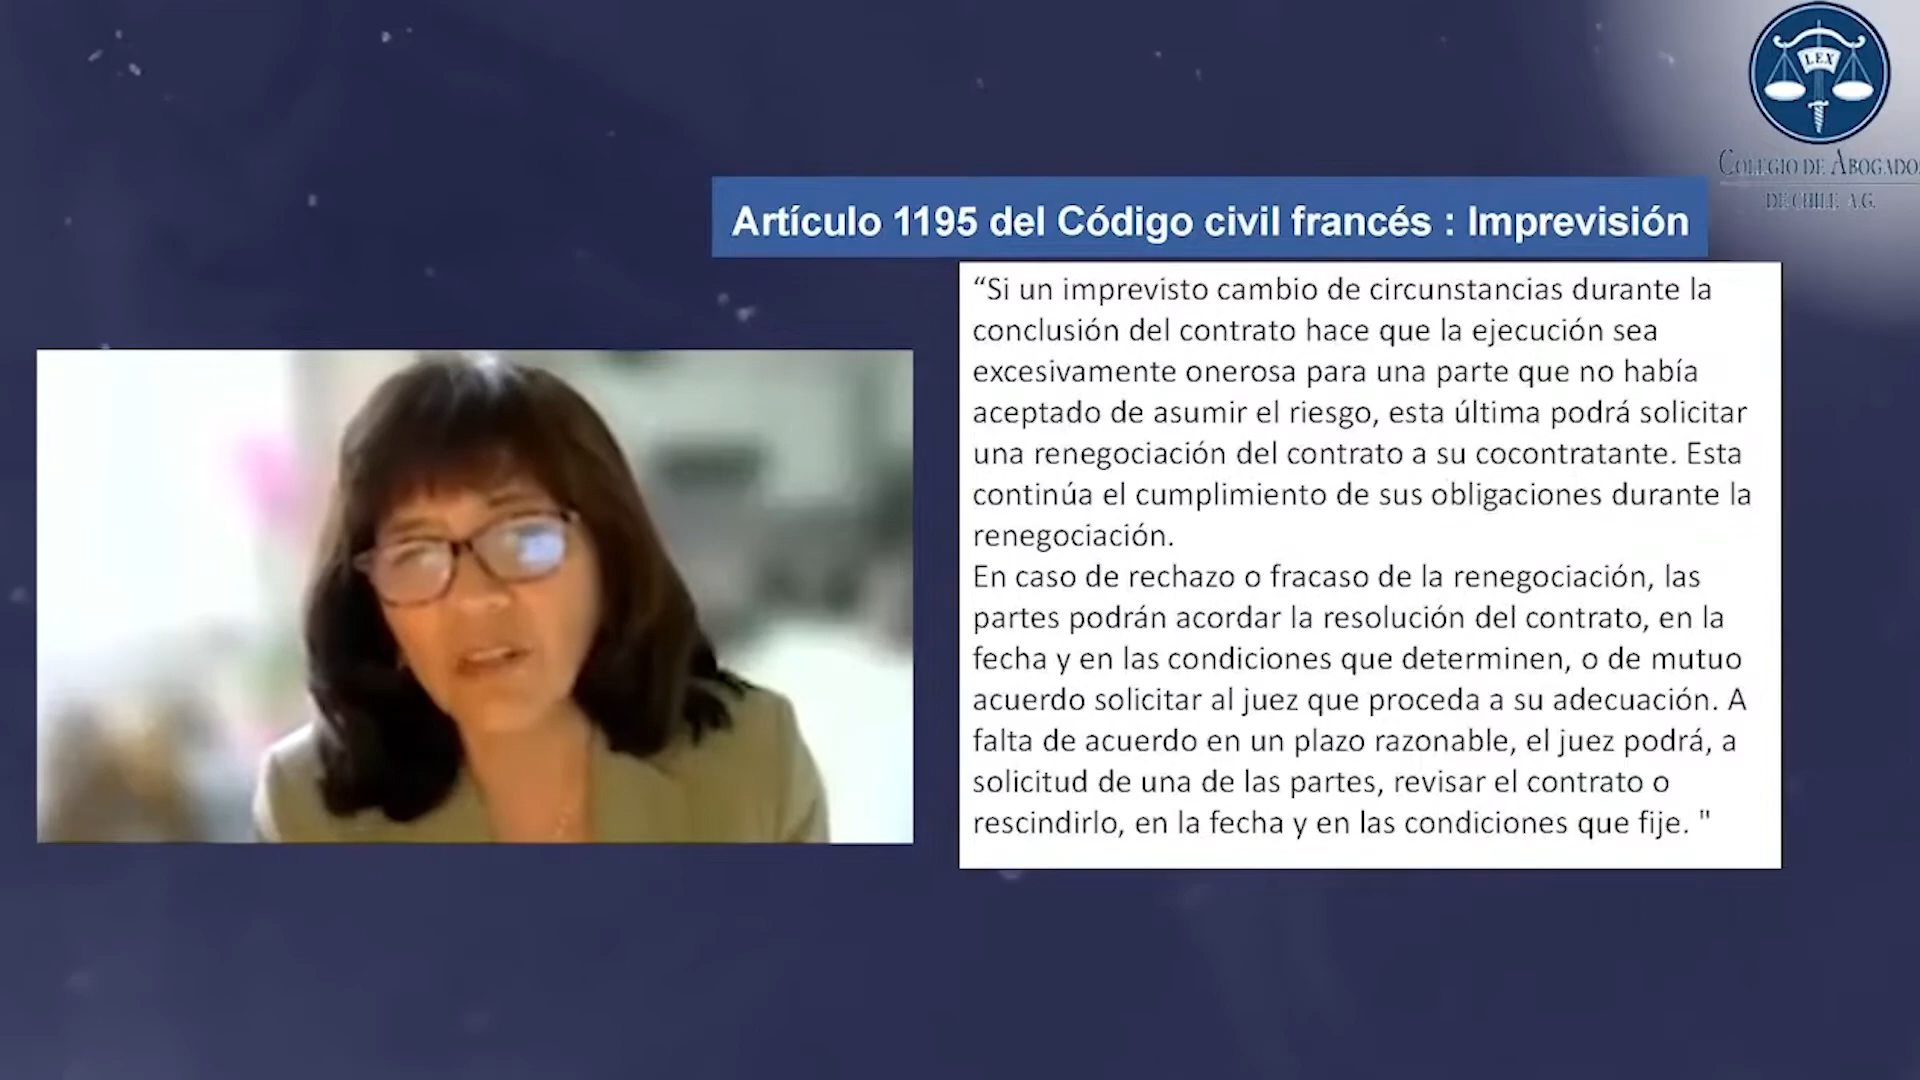 LEX
COLEGIO DE ABOGADO
DE CHILE A.G.
Artículo 1195 del Código civil francés : Imprevisión
“Si un imprevisto cambio de circunstancias durante la
conclusión del contrato hace que la ejecución sea
excesivamente onerosa para una parte que no había
aceptado de asumir el riesgo, esta última podrá solicitar
una renegociación del contrato a su cocontratante. Esta
continúa el cumplimiento de sus obligaciones durante la
renegociación.
En caso de rechazo o fracaso de la renegociación, las
partes podrán acordar la resolución del contrato, en la
fecha y en las condiciones que determinen, o de mutuo
acuerdo solicitar al juez que proceda a su adecuación. A
falta de acuerdo en un plazo razonable, el juez podrá, a
solicitud de una de las partes, revisar el contrato o
rescindirlo, en la fecha y en las condiciones que fije. "